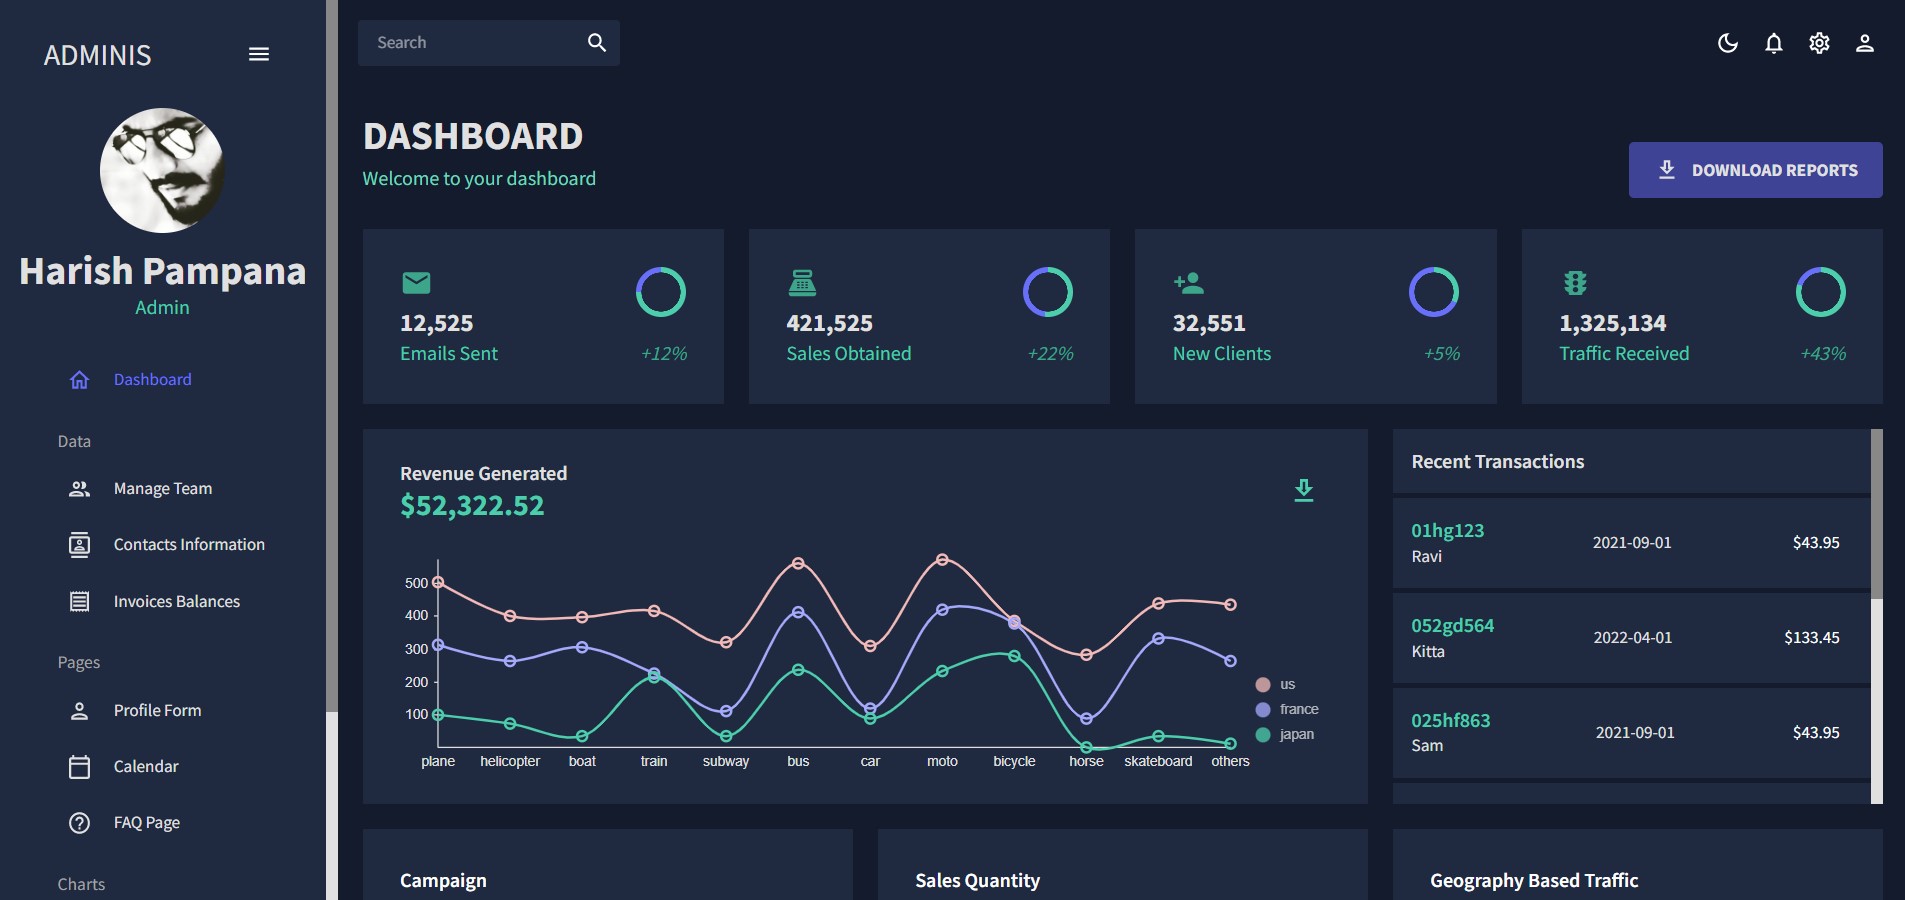 ADMINIS
Harish Pampana
Admin
Dashboard
Data
Manage Team
Contacts Information
Invoices Balances
Pages
Profile Form
Calendar
FAQ Page
Charts
Search
DASHBOARD
Welcome to your dashboard
DOWNLOAD REPORTS
12,525
Emails Sent +12%
421,525
Sales Obtained +22%
32,551
New Clients +5%
1,325,134
Traffic Received +43%
Revenue Generated
$52,322.52
500
400
300
200
100
plane helicopter boat train subway bus car moto bicycle horse skateboard others
us
france
japan
Recent Transactions
01hg123
Ravi
2021-09-01
$43.95
052gd564
Kitta
2022-04-01
$133.45
025hf863
Sam
2021-09-01
$43.95
Campaign
Sales Quantity
Geography Based Traffic